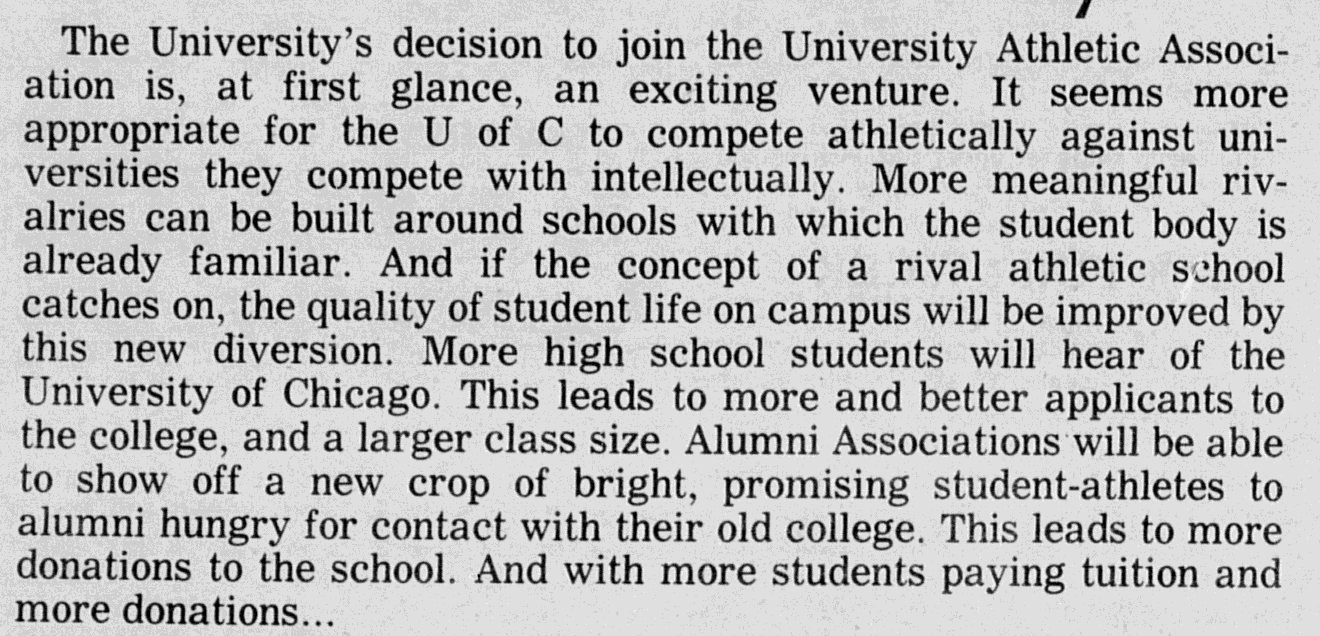 The University's decision to join the University Athletic Associ-
ation is, at first glance, an exciting venture. It seems more
appropriate for the U of C to compete athletically against uni-
versities they compete with intellectually. More meaningful riv-
alries can be built around schools with which the student body is
already familiar. And if the concept of a rival athletic school
catches on, the quality of student life on campus will be improved by
this new diversion. More high school students will hear of the
University of Chicago. This leads to more and better applicants to
the college, and a larger class size. Alumni Associations will be able
to show off a new crop of bright, promising student-athletes to
alumni hungry for contact with their old college. This leads to more
donations to the school. And with more students paying tuition and
more donations...